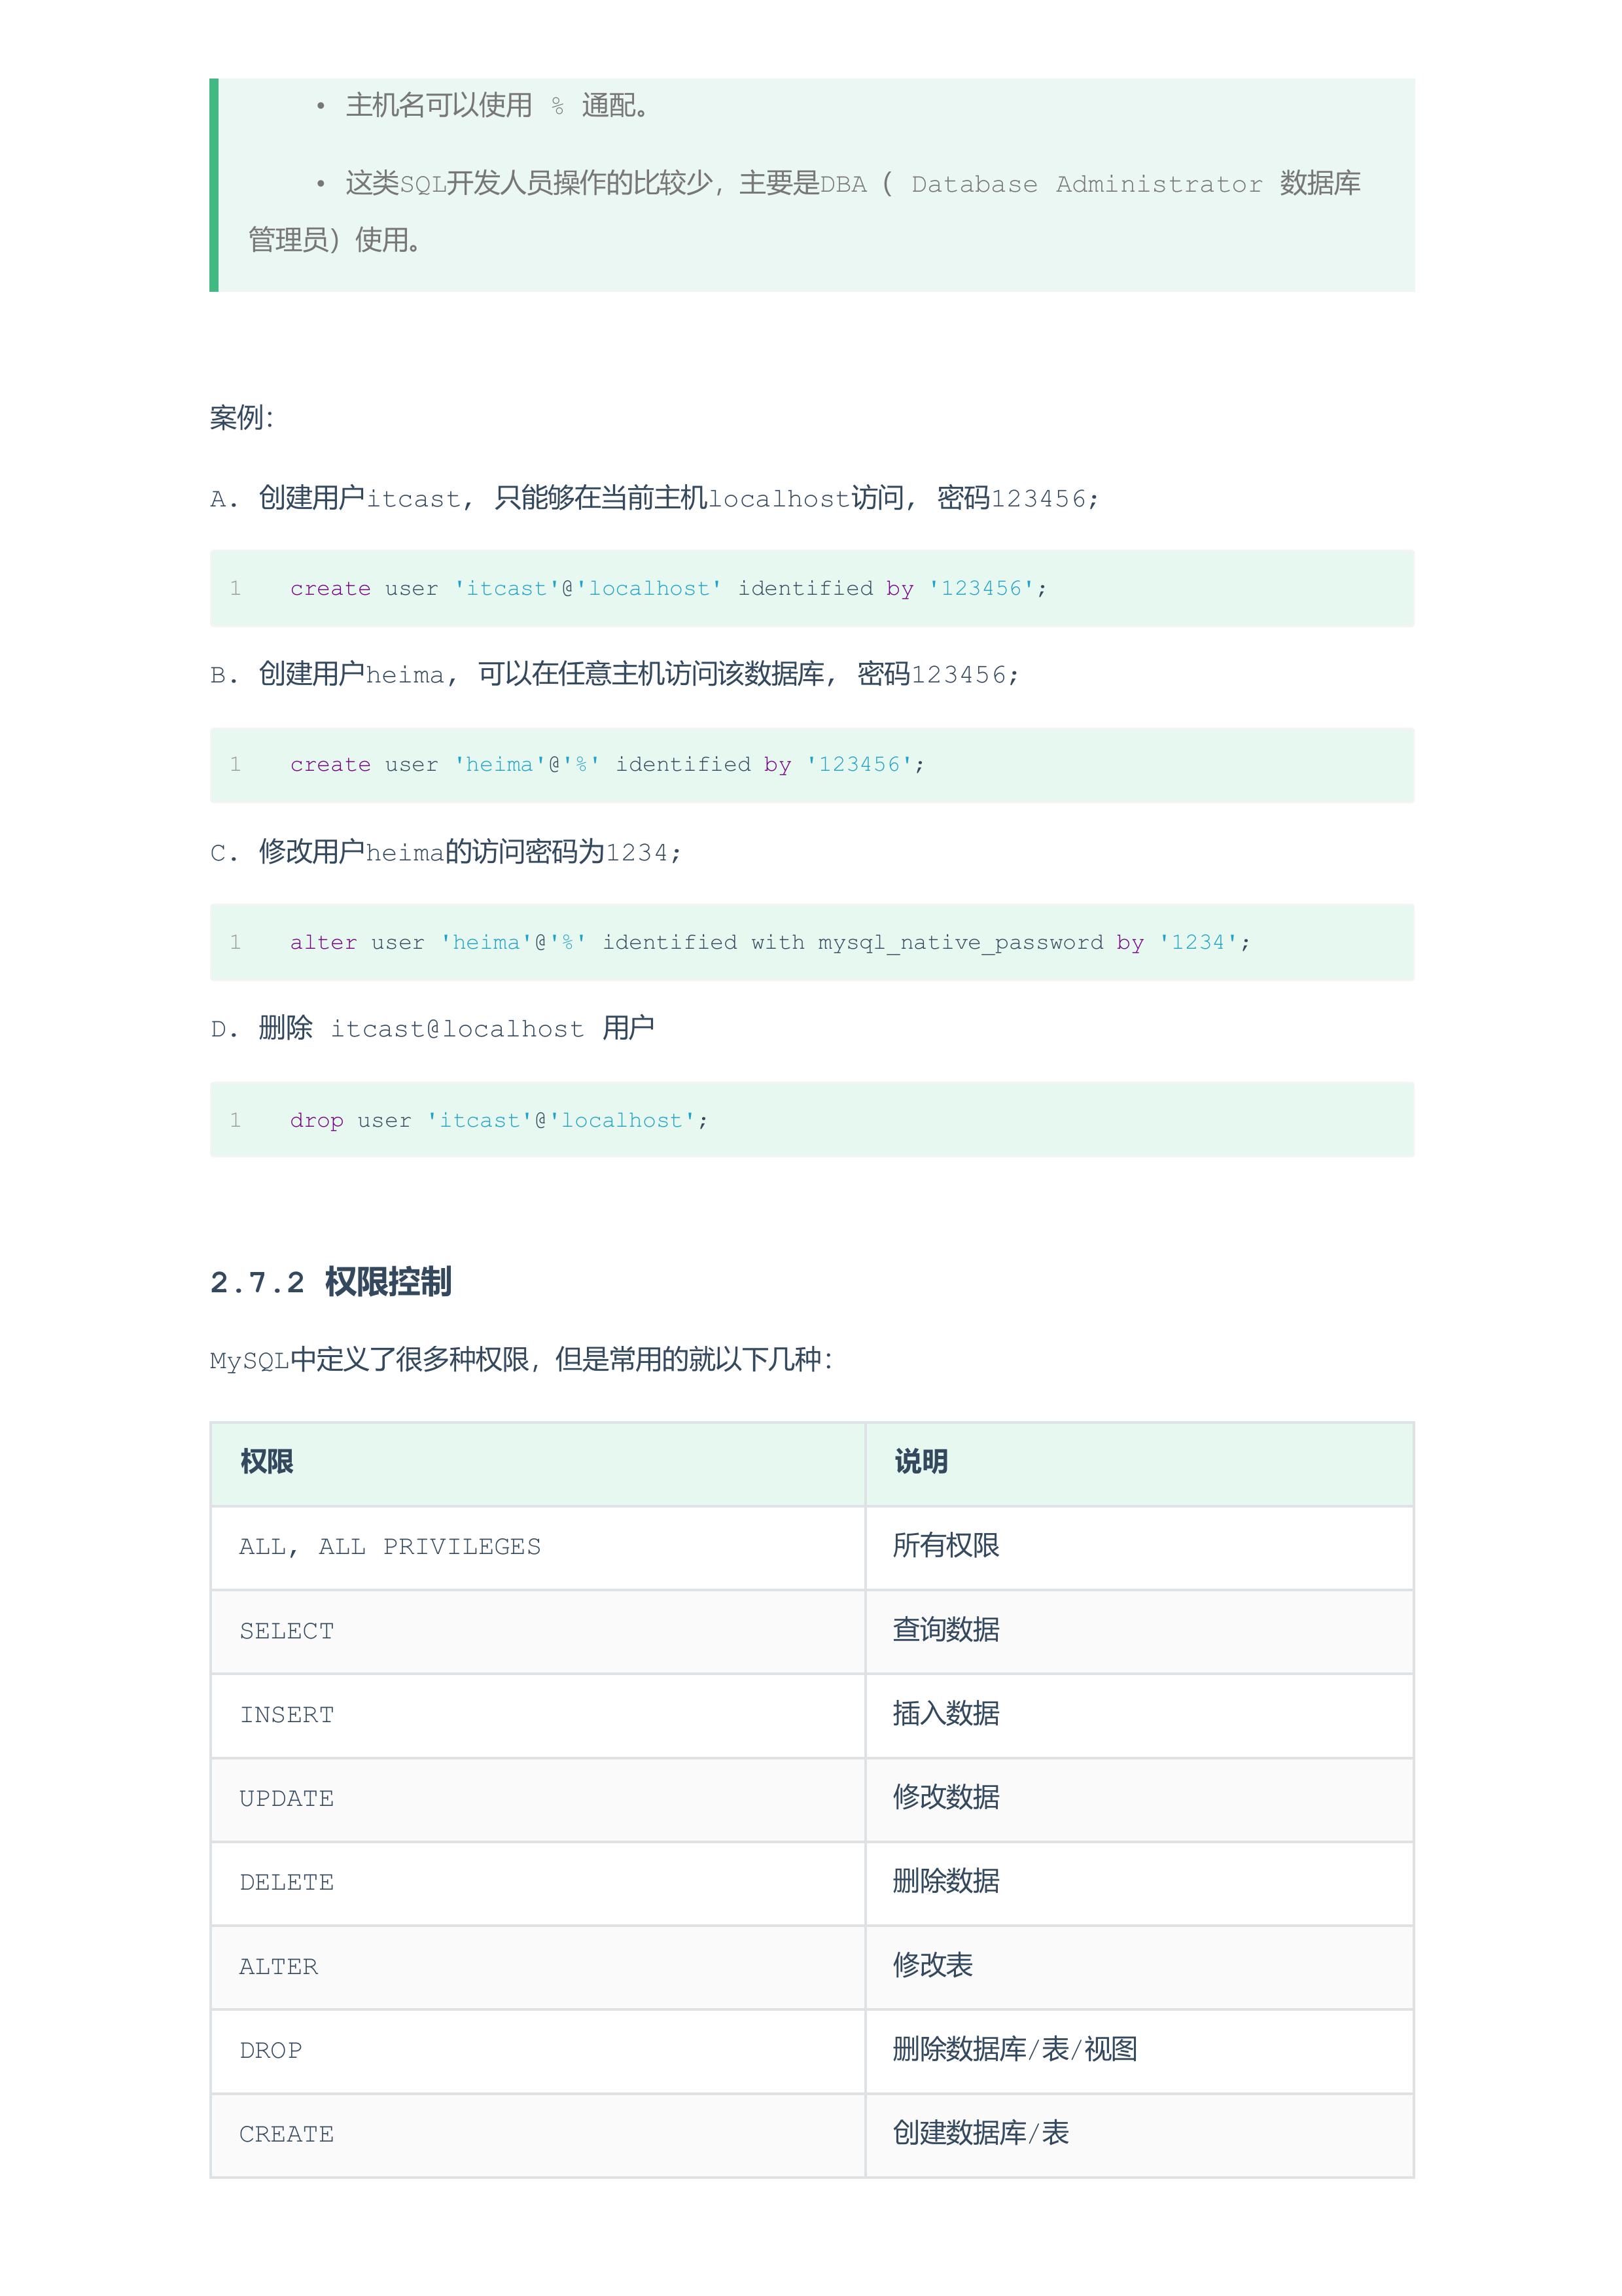 • 主机名可以使用 % 通配。
• 这类SQL开发人员操作的比较少，主要是DBA（ Database Administrator 数据库
管理员）使用。
案例：
A. 创建用户itcast, 只能够在当前主机localhost访问, 密码123456;
1 create user 'itcast'@'localhost' identified by '123456';
B. 创建用户heima, 可以在任意主机访问该数据库, 密码123456;
1 create user 'heima'@'%' identified by '123456';
C. 修改用户heima的访问密码为1234;
1 alter user 'heima'@'%' identified with mysql_native_password by '1234';
D. 删除 itcast@localhost 用户
1 drop user 'itcast'@'localhost';
2.7.2 权限控制
MySQL中定义了很多种权限，但是常用的就以下几种：
权限 说明
ALL, ALL PRIVILEGES 所有权限
SELECT 查询数据
INSERT 插入数据
UPDATE 修改数据
DELETE 删除数据
ALTER 修改表
DROP 删除数据库/表/视图
CREATE 创建数据库/表